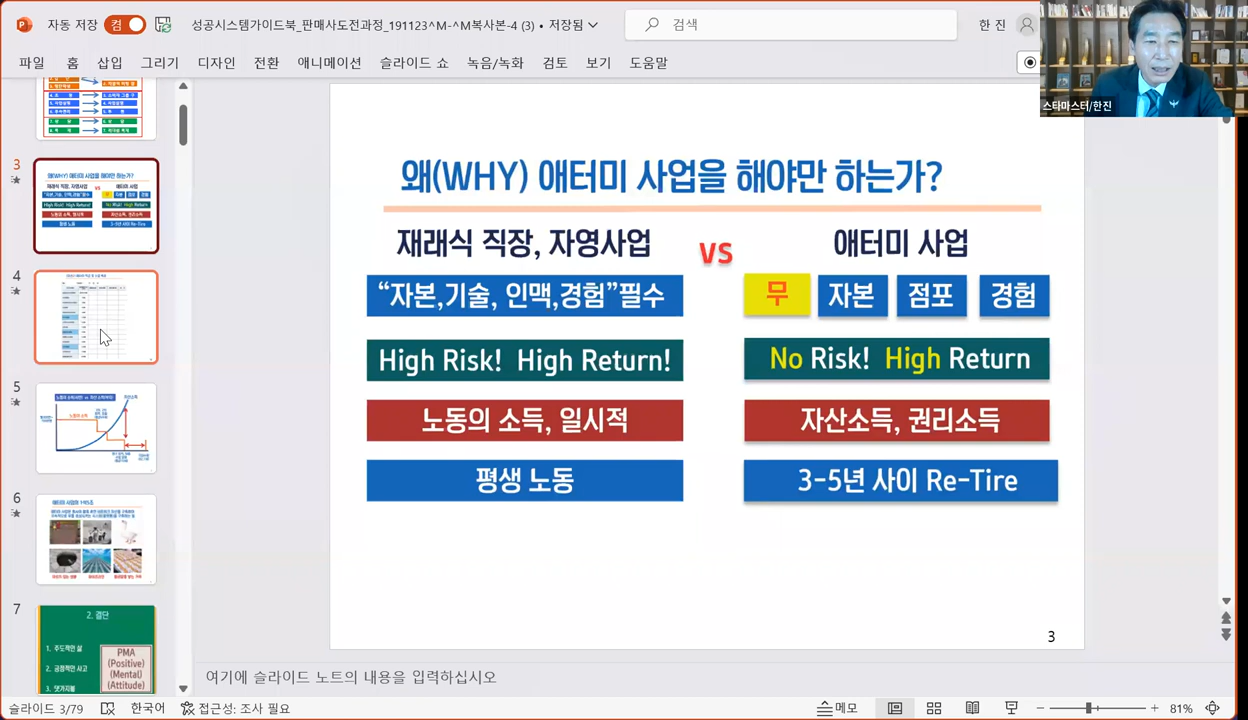 자동 저장 켬 성공시스템가이드북_판매사도전과정_191123^M-^M복사본-4 (3) • 저장됨 검색 한 진
파일 홈 삽입 그리기 디자인 전환 애니메이션 슬라이드 쇼 녹음/녹화 검토 보기 도움말
스타마스터/한진
3
4
5
6
7
2. 결단
1. 주도적인 삶
2. 긍정적인 사고
3. 댓가지불
PMA
(Positive)
(Mental)
(Attitude)
왜(WHY) 애터미 사업을 해야만 하는가?
재래식 직장, 자영사업 VS 애터미 사업
“자본,기술, 인맥,경험”필수 무 자본 점포 경험
High Risk! High Return! No Risk! High Return
노동의 소득, 일시적 자산소득, 권리소득
평생 노동 3-5년 사이 Re-Tire
3
여기에 슬라이드 노트의 내용을 입력하십시오
슬라이드 3/79 한국어 접근성: 조사 필요 메모 81%